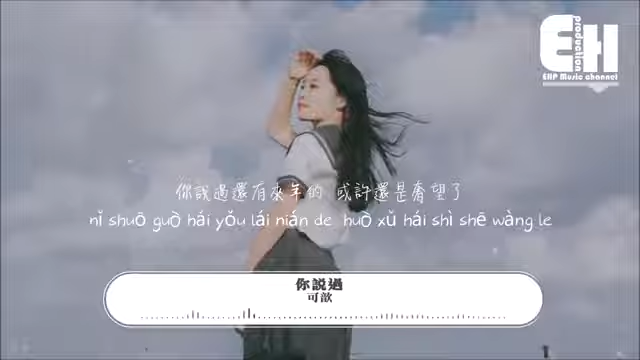 EH
production
EHP Music channel
你說過還有來年的 或許還是奢望了
nǐ shuō guò hái yǒu lái nián de huò xǔ hái shì shē wàng le
你説過
可歆